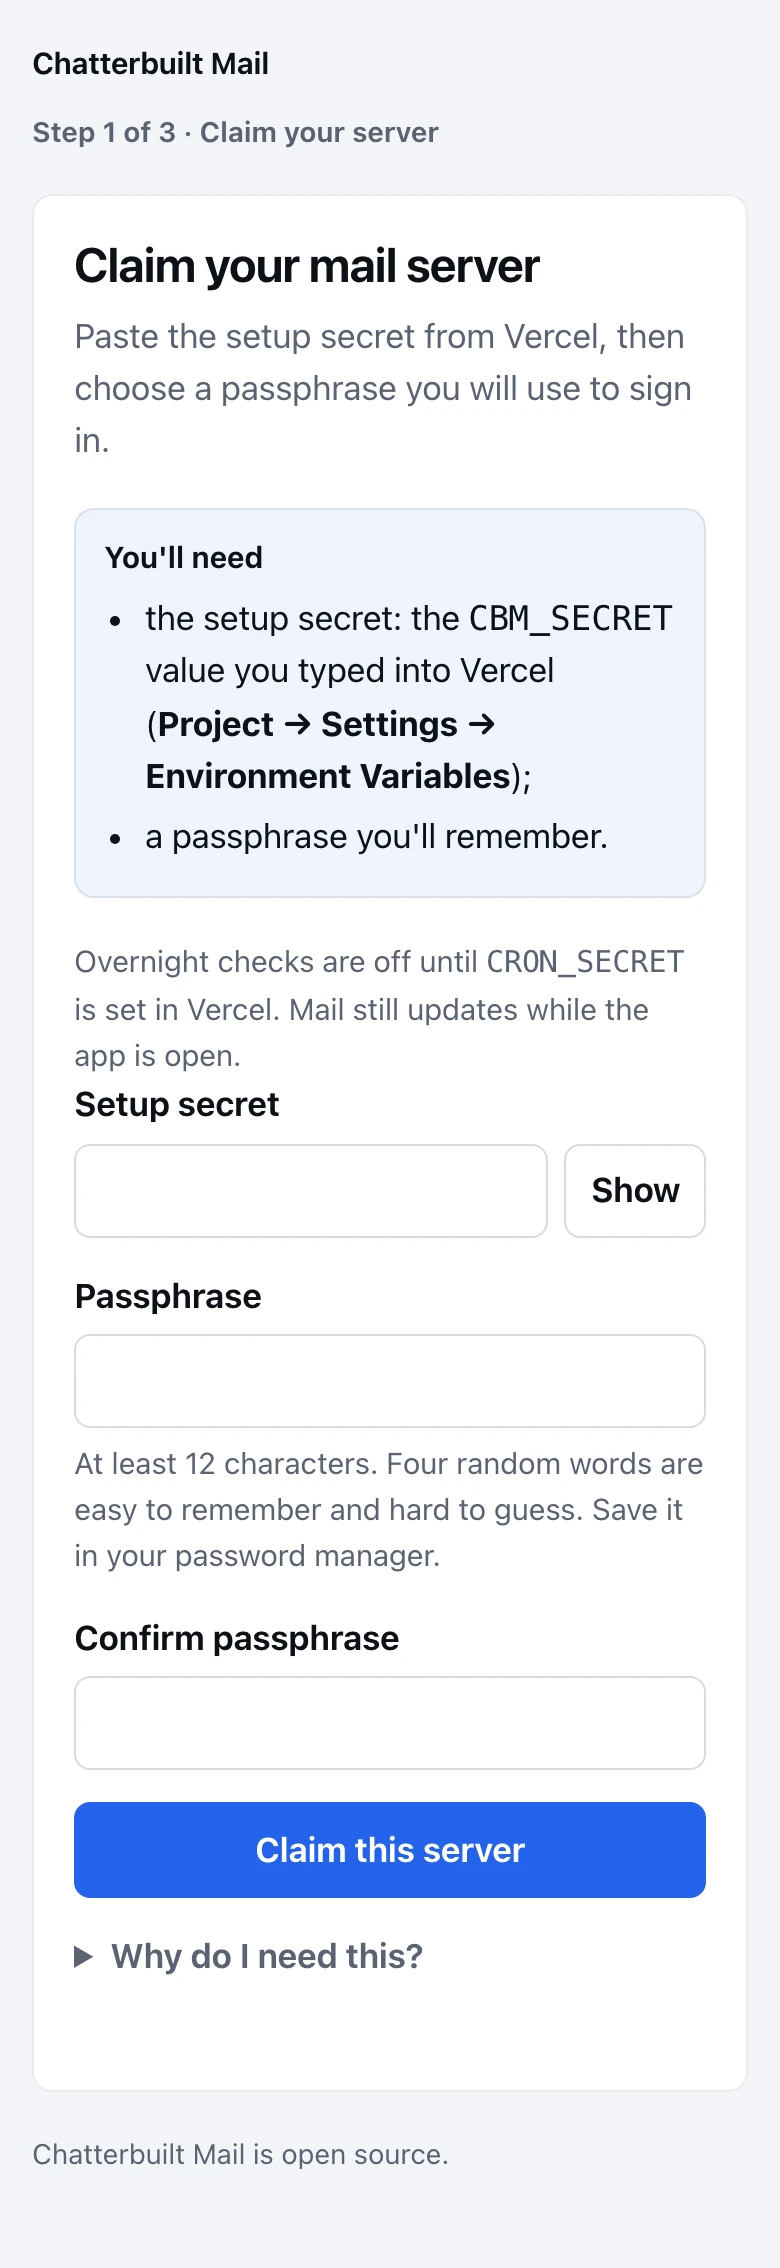 Chatterbuilt Mail
Step 1 of 3 · Claim your server
Claim your mail server
Paste the setup secret from Vercel, then
choose a passphrase you will use to sign
in.
You'll need
• the setup secret: the CBM_SECRET
value you typed into Vercel
(Project → Settings →
Environment Variables);
• a passphrase you'll remember.
Overnight checks are off until CRON_SECRET
is set in Vercel. Mail still updates while the
app is open.
Setup secret
Show
Passphrase
At least 12 characters. Four random words are
easy to remember and hard to guess. Save it
in your password manager.
Confirm passphrase
Claim this server
▶ Why do I need this?
Chatterbuilt Mail is open source.